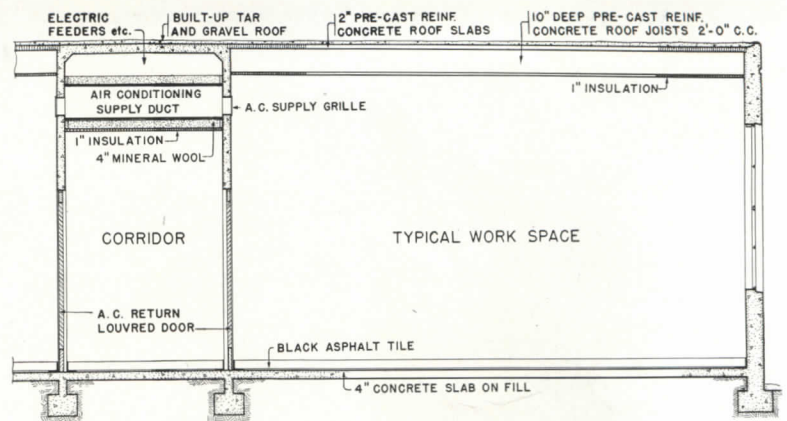 ELECTRIC
FEEDERS etc.
BUILT-UP TAR
AND GRAVEL ROOF
2" PRE-CAST REINF.
CONCRETE ROOF SLABS
10" DEEP PRE-CAST REINF.
CONCRETE ROOF JOISTS 2'-0" C.C.
AIR CONDITIONING
SUPPLY DUCT
A.C. SUPPLY GRILLE
1" INSULATION
1" INSULATION
4" MINERAL WOOL
CORRIDOR
TYPICAL WORK SPACE
A.C. RETURN
LOUVRED DOOR
BLACK ASPHALT TILE
4" CONCRETE SLAB ON FILL